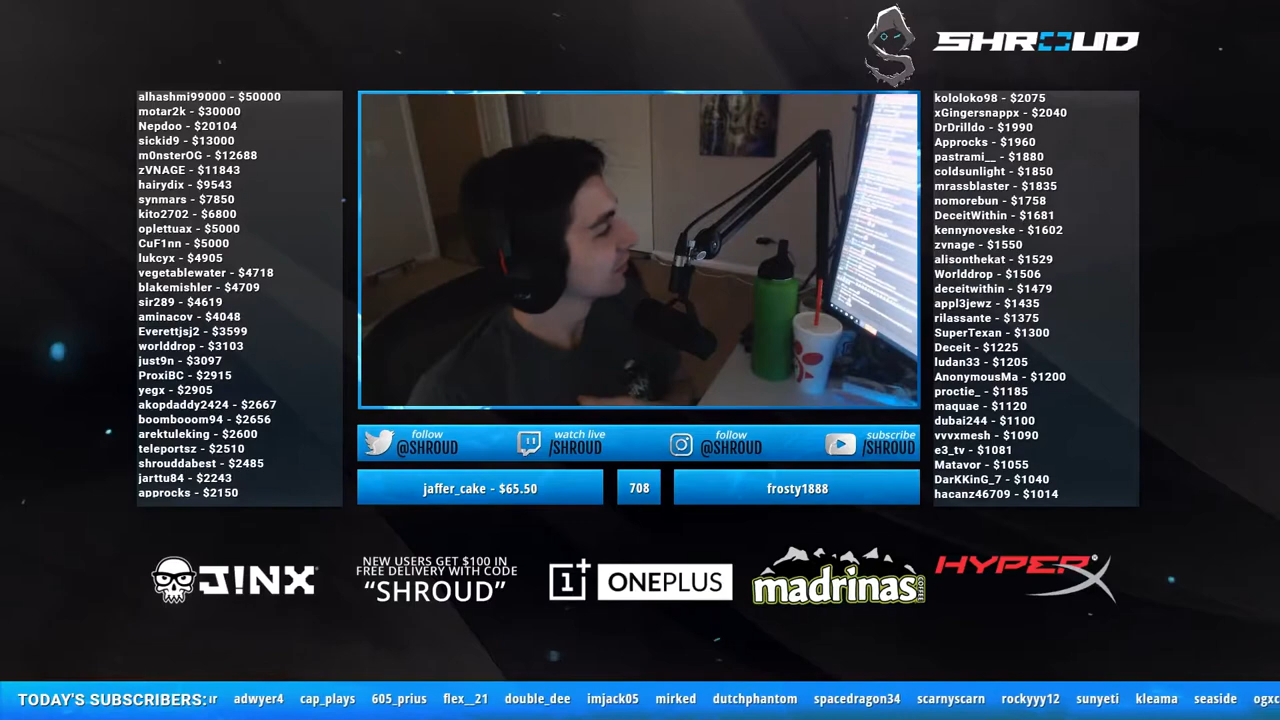 SHROUD
alhashmi90000 - $50000
motar2k - $30000
Nepdoo - $20104
sickid9 - $13000
m0nsterOG - $12688
zVNAGE - $11843
hairydix - $9543
synnars - $7850
kito2702 - $6800
oplettuax - $5000
CuF1nn - $5000
lukcyx - $4905
vegetablewater - $4718
blakemishler - $4709
sir289 - $4619
aminacov - $4048
Everettjsj2 - $3599
worlddrop - $3103
just9n - $3097
ProxiBC - $2915
yegx - $2905
akopdaddy2424 - $2667
boombooom94 - $2656
arektuleking - $2600
teleportsz - $2510
shrouddabest - $2485
jarttu84 - $2243
approcks - $2150
kololoko98 - $2075
xGingersnappx - $2040
DrDrilldo - $1990
Approcks - $1960
pastrami__ - $1880
coldsunlight - $1850
mrassblaster - $1835
nomorebun - $1758
DeceitWithin - $1681
kennynoveske - $1602
zvnage - $1550
alisonthekat - $1529
Worlddrop - $1506
deceitwithin - $1479
appl3jewz - $1435
rilassante - $1375
SuperTexan - $1300
Deceit - $1225
ludan33 - $1205
AnonymousMa - $1200
proctie_ - $1185
maquae - $1120
dubai244 - $1100
vvvxmesh - $1090
e3_tv - $1081
Matavor - $1055
DarKKinG_7 - $1040
hacanz46709 - $1014
follow @SHROUD
watch live /SHROUD
follow @SHROUD
subscribe /SHROUD
jaffer_cake - $65.50
708
frosty1888
J!NX
NEW USERS GET $100 IN
FREE DELIVERY WITH CODE
“SHROUD”
1+ ONEPLUS
madrinas COFFEE
HYPERX
TODAY'S SUBSCRIBERS: adwyer4 cap_plays 605_prius flex__21 double_dee imjack05 mirked dutchphantom spacedragon34 scarnyscarn rockyyy12 sunyeti kleama seaside ogxc